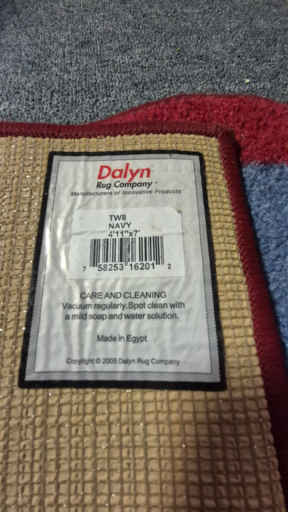 Dalyn
Rug Company
Manufacturers of Innovative Products
TW8
NAVY
4'11"x7'
7 58253 16201 2
CARE AND CLEANING
Vacuum regularly. Spot clean with
a mild soap and water solution.
Made in Egypt
Copyright © 2005 Dalyn Rug Company